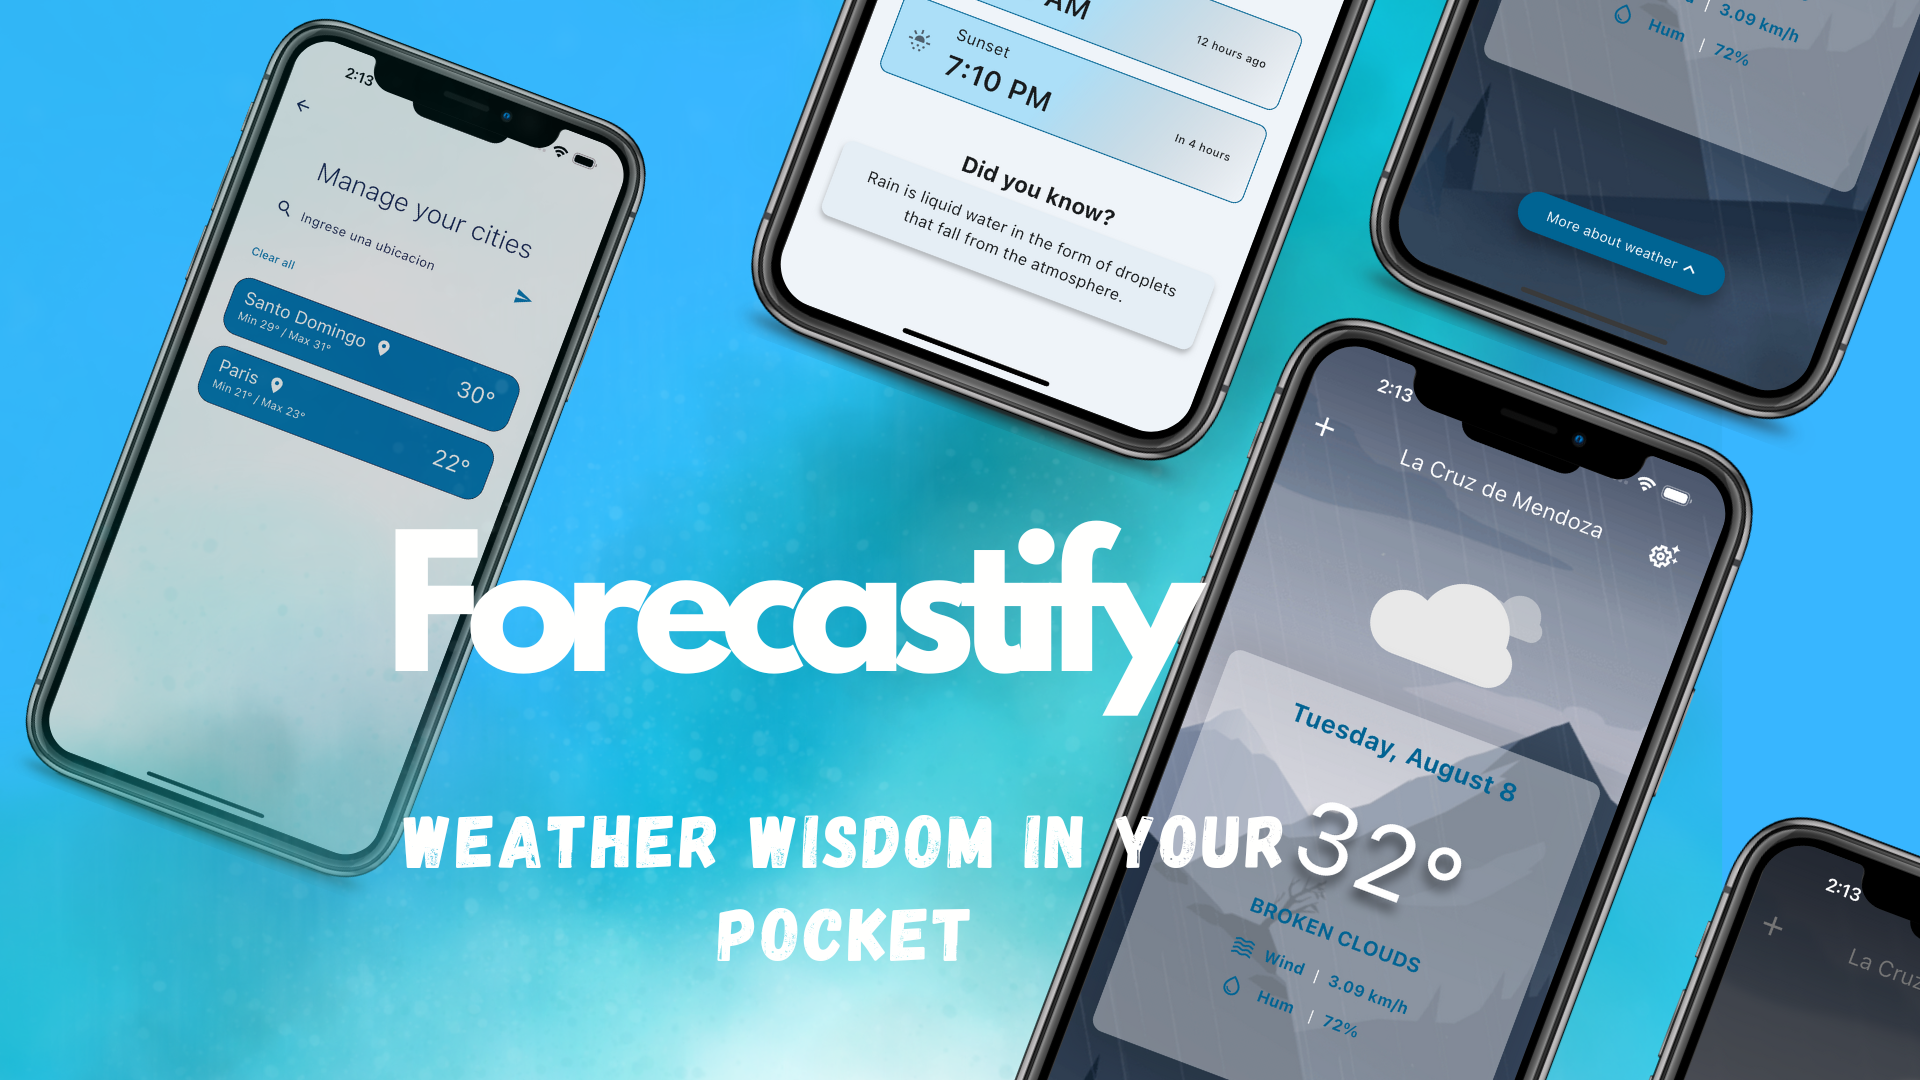 2:13
Manage your cities
Ingrese una ubicacion
Clear all
Santo Domingo
Min 29° / Max 31°
30°
Paris
Min 21° / Max 23°
22°
AM
12 hours ago
Sunset
7:10 PM
In 4 hours
Did you know?
Rain is liquid water in the form of droplets
that fall from the atmosphere.
3.09 km/h
Hum | 72%
More about weather
Forecastify
WEATHER WISDOM IN YOUR
POCKET
2:13
La Cruz de Mendoza
Tuesday, August 8
32°
BROKEN CLOUDS
Wind | 3.09 km/h
Hum | 72%
2:13
La Cruz